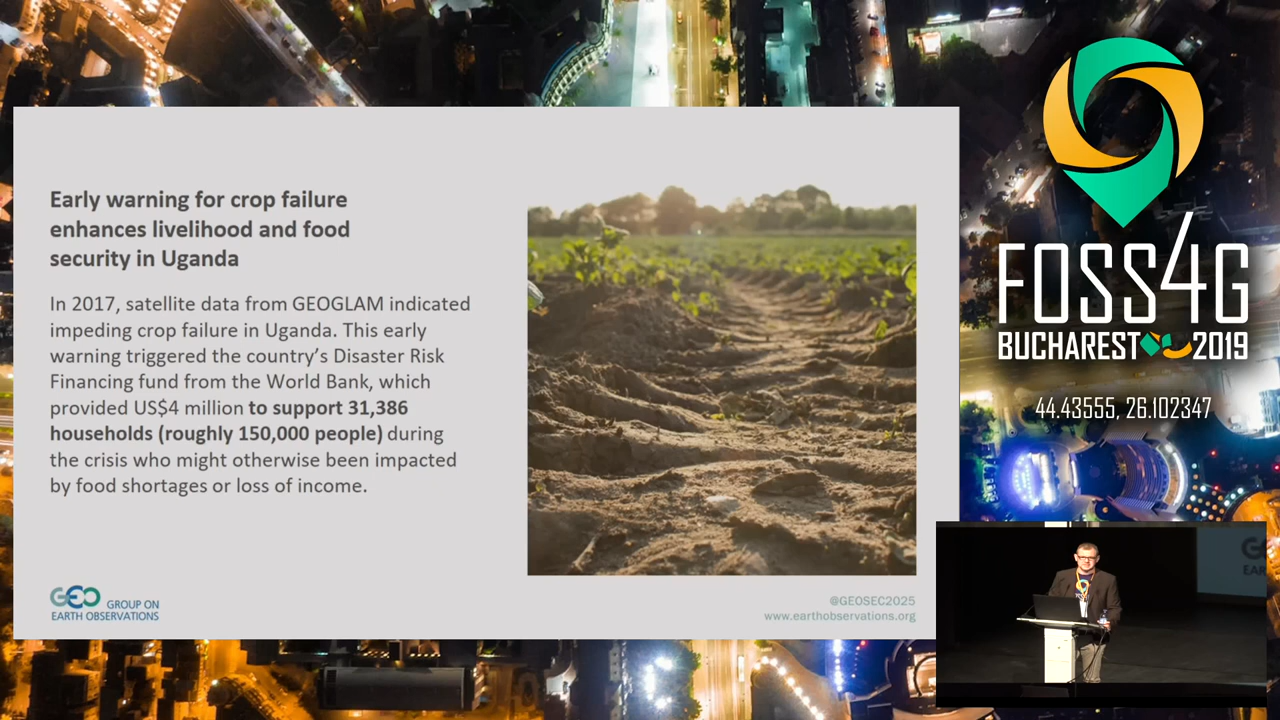 Early warning for crop failure
enhances livelihood and food
security in Uganda
In 2017, satellite data from GEOGLAM indicated
impeding crop failure in Uganda. This early
warning triggered the country's Disaster Risk
Financing fund from the World Bank, which
provided US$4 million to support 31,386
households (roughly 150,000 people) during
the crisis who might otherwise been impacted
by food shortages or loss of income.
GEO GROUP ON
EARTH OBSERVATIONS
@GEOSEC2025
www.earthobservations.org
FOSS4G
BUCHAREST 2019
44.43555, 26.102347